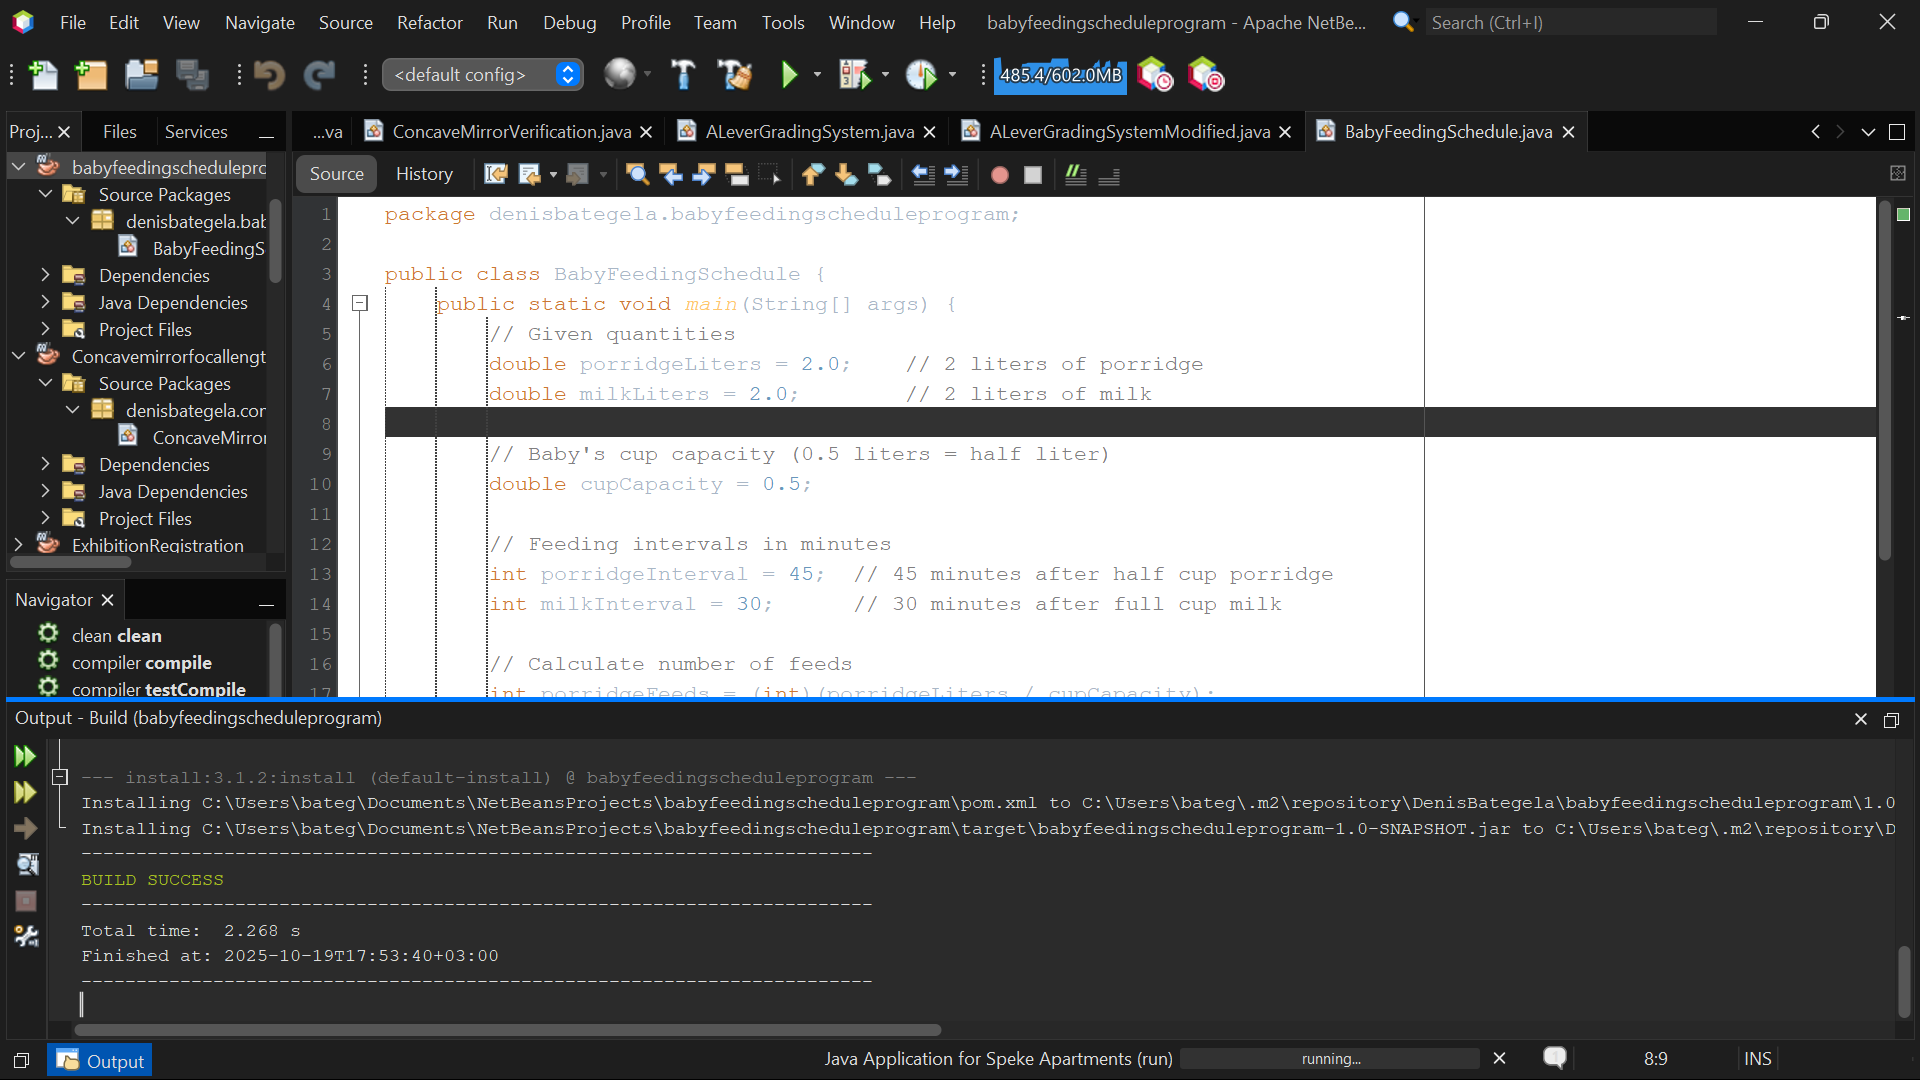 File Edit View Navigate Source Refactor Run Debug Profile Team Tools Window Help babyfeedingscheduleprogram - Apache NetBe... Search (Ctrl+I)
<default config> 485.4/602.0MB
Proj... Files Services ...va ConcaveMirrorVerification.java ALeverGradingSystem.java ALeverGradingSystemModified.java BabyFeedingSchedule.java
Source History
babyfeedingschedulepro
Source Packages
denisbategela.bab
BabyFeedingS
Dependencies
Java Dependencies
Project Files
Concavemirrorfocallengt
Source Packages
denisbategela.con
ConcaveMirror
Dependencies
Java Dependencies
Project Files
ExhibitionRegistration
Navigator
clean clean
compiler compile
compiler testCompile
1 package denisbategela.babyfeedingscheduleprogram;
2
3 public class BabyFeedingSchedule {
4 public static void main(String[] args) {
5 // Given quantities
6 double porridgeLiters = 2.0; // 2 liters of porridge
7 double milkLiters = 2.0; // 2 liters of milk
8
9 // Baby's cup capacity (0.5 liters = half liter)
10 double cupCapacity = 0.5;
11
12 // Feeding intervals in minutes
13 int porridgeInterval = 45; // 45 minutes after half cup porridge
14 int milkInterval = 30; // 30 minutes after full cup milk
15
16 // Calculate number of feeds
17 int porridgeFeeds = (int)(porridgeLiters / cupCapacity);
Output - Build (babyfeedingscheduleprogram)
--- install:3.1.2:install (default-install) @ babyfeedingscheduleprogram ---
Installing C:\Users\bateg\Documents\NetBeansProjects\babyfeedingscheduleprogram\pom.xml to C:\Users\bateg\.m2\repository\DenisBategela\babyfeedingscheduleprogram\1.0
Installing C:\Users\bateg\Documents\NetBeansProjects\babyfeedingscheduleprogram\target\babyfeedingscheduleprogram-1.0-SNAPSHOT.jar to C:\Users\bateg\.m2\repository\D
------------------------------------------------------------------------
BUILD SUCCESS
------------------------------------------------------------------------
Total time: 2.268 s
Finished at: 2025-10-19T17:53:40+03:00
------------------------------------------------------------------------
Output Java Application for Speke Apartments (run) running... 8:9 INS